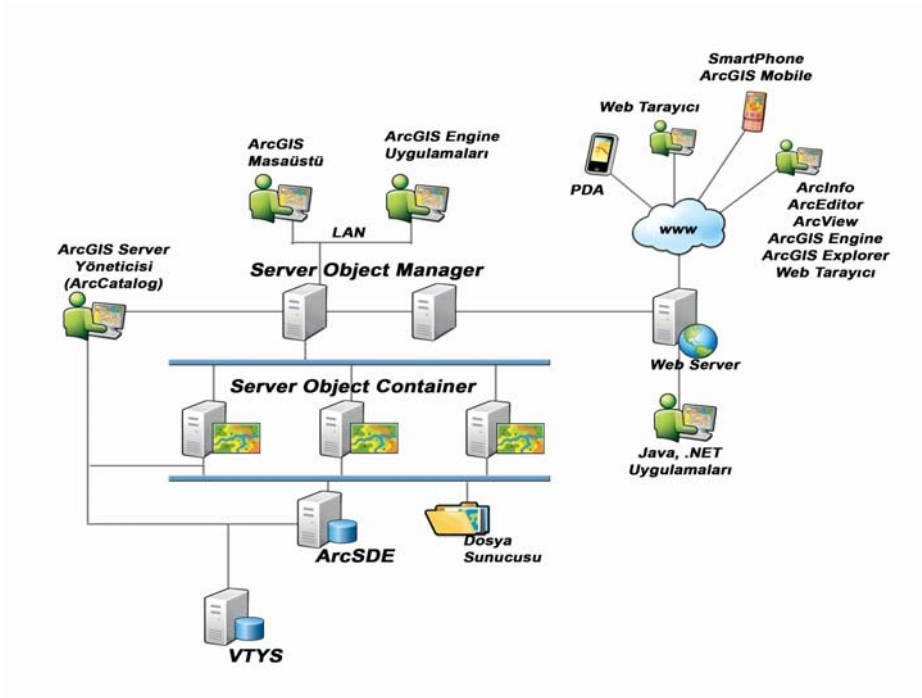 SmartPhone
ArcGIS Mobile
Web Tarayıcı
ArcGIS
Masaüstü
ArcGIS Engine
Uygulamaları
PDA
www
ArcInfo
ArcEditor
ArcView
ArcGIS Engine
ArcGIS Explorer
Web Tarayıcı
LAN
ArcGIS Server
Yöneticisi
(ArcCatalog)
Server Object Manager
Web Server
Server Object Container
Java, .NET
Uygulamaları
ArcSDE
Dosya
Sunucusu
VTYS